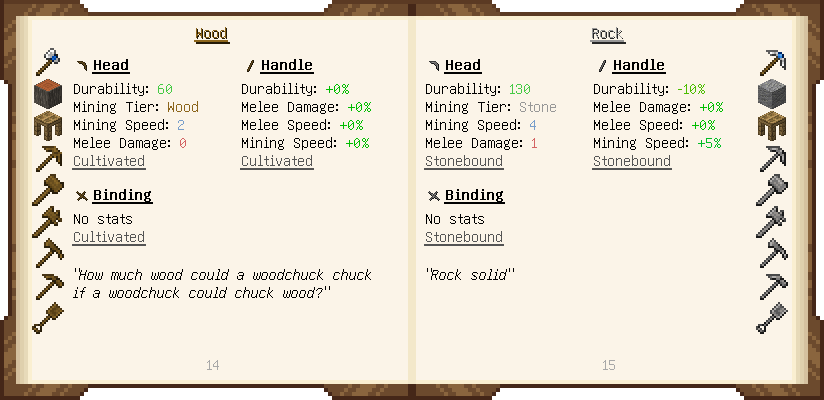 Wood
Head
Durability: 60
Mining Tier: Wood
Mining Speed: 2
Melee Damage: 0
Cultivated
Handle
Durability: +0%
Melee Damage: +0%
Melee Speed: +0%
Mining Speed: +0%
Cultivated
Binding
No stats
Cultivated
"How much wood could a woodchuck chuck
if a woodchuck could chuck wood?"
14
Rock
Head
Durability: 130
Mining Tier: Stone
Mining Speed: 4
Melee Damage: 1
Stonebound
Handle
Durability: -10%
Melee Damage: +0%
Melee Speed: +0%
Mining Speed: +5%
Stonebound
Binding
No stats
Stonebound
"Rock solid"
15